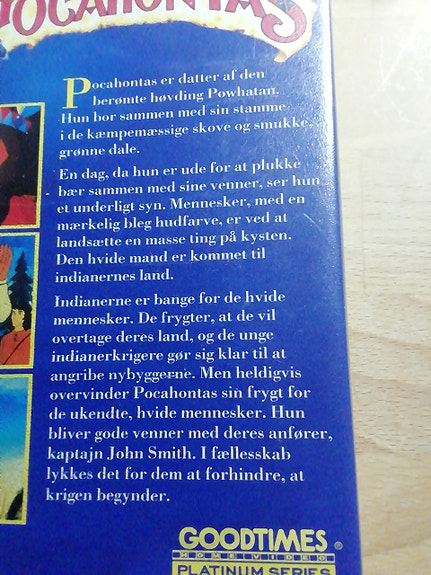 POCAHONTAS
Pocahontas er datter af den
berømte høvding Powhatan.
Hun bor sammen med sin stamme
i de kæmpemæssige skove og smukke,
grønne dale.
En dag, da hun er ude for at plukke
bær sammen med sine venner, ser hun
et underligt syn. Mennesker, med en
mærkelig bleg hudfarve, er ved at
landsætte en masse ting på kysten.
Den hvide mand er kommet til
indianernes land.
Indianerne er bange for de hvide
mennesker. De frygter, at de vil
overtage deres land, og de unge
indianerkrigere gør sig klar til at
angribe nybyggerne. Men heldigvis
overvinder Pocahontas sin frygt for
de ukendte, hvide mennesker. Hun
bliver gode venner med deres anfører,
kaptajn John Smith. I fællesskab
lykkes det for dem at forhindre, at
krigen begynder.
GOODTIMES ®
HOME VIDEO
PLATINUM SERIES